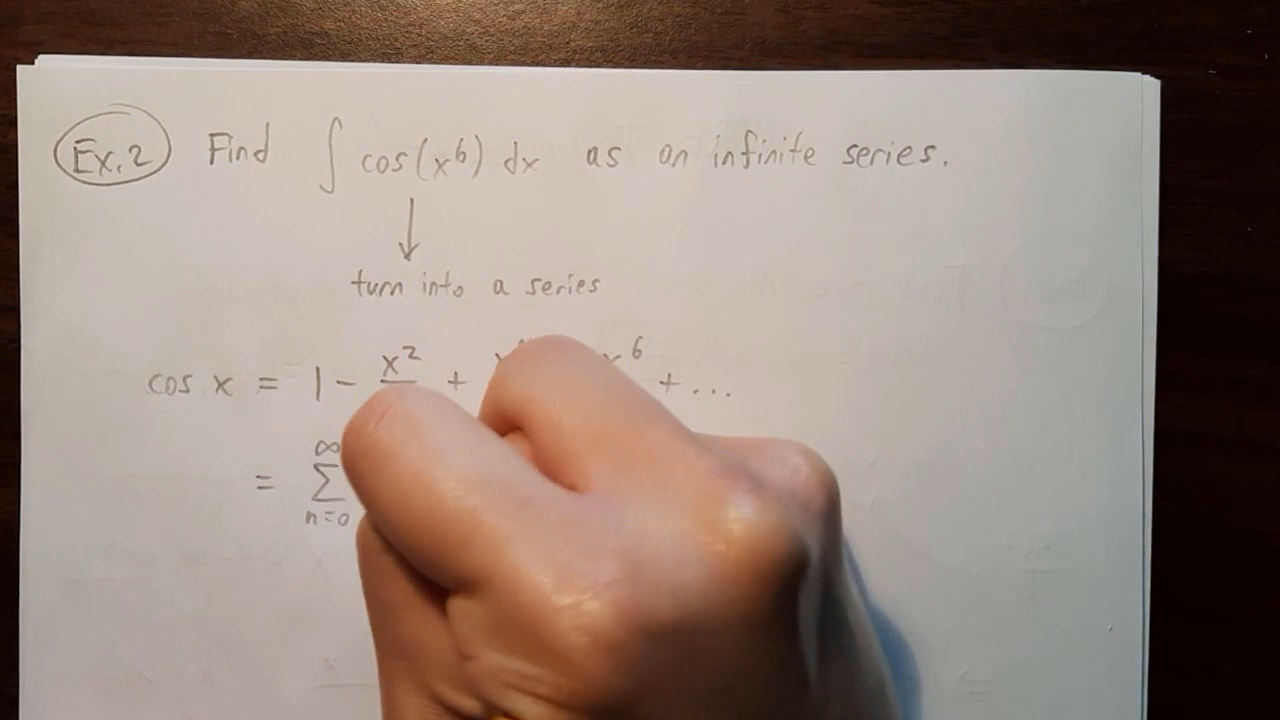 Ex. 2 Find ∫ cos(x⁶) dx as an infinite series.
↓
turn into a series
cos x = 1 - x² + x⁶ + ...
= ∞ Σ n=0